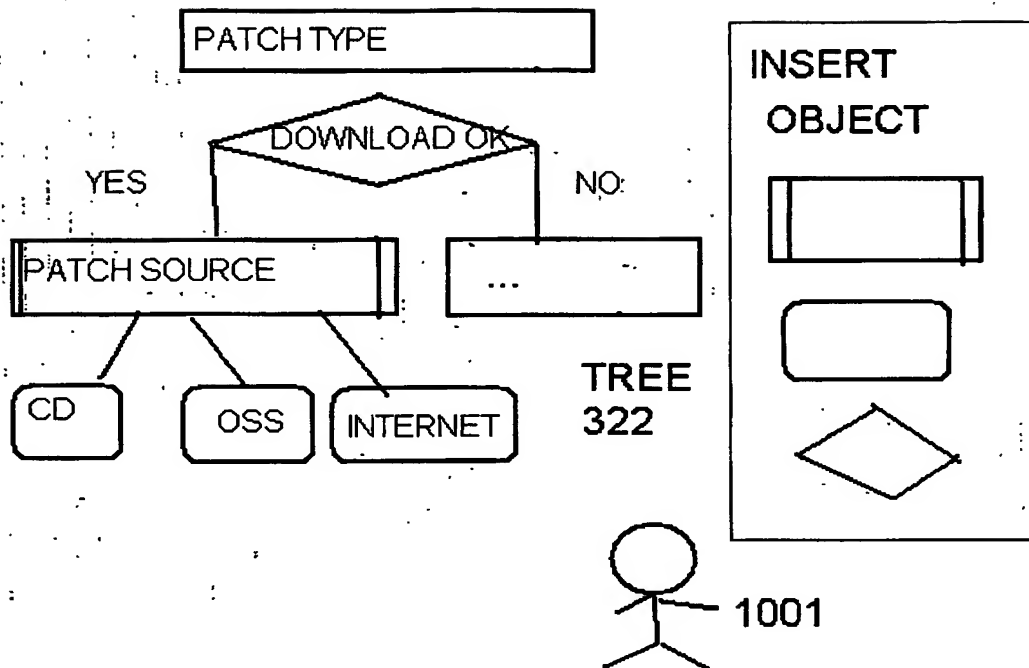 PATCH TYPE
DOWNLOAD OK
YES
NO
PATCH SOURCE
...
CD
OSS
INTERNET
TREE
322
INSERT
OBJECT
1001